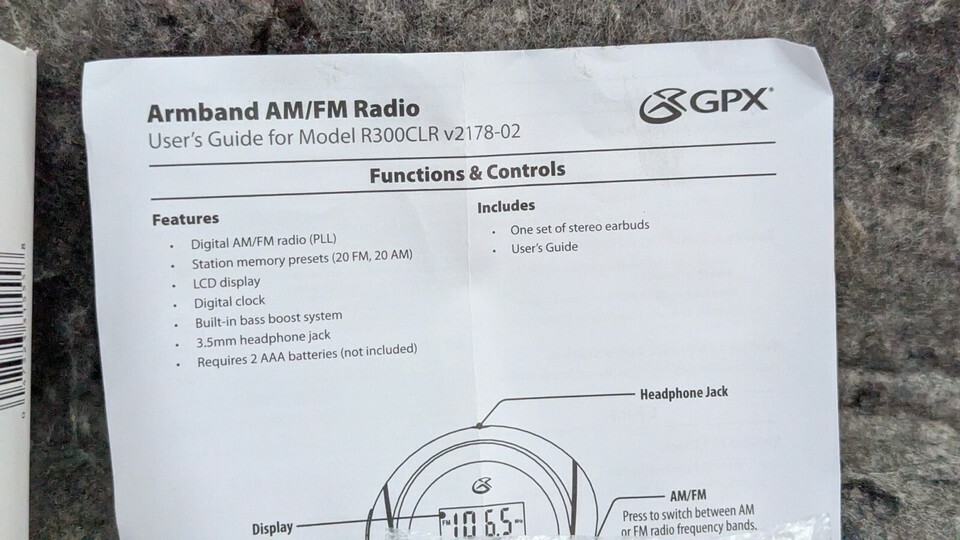 Armband AM/FM Radio
GPX®
User's Guide for Model R300CLR v2178-02
Functions & Controls
Features
• Digital AM/FM radio (PLL)
• Station memory presets (20 FM, 20 AM)
• LCD display
• Digital clock
• Built-in bass boost system
• 3.5mm headphone jack
• Requires 2 AAA batteries (not included)
Includes
• One set of stereo earbuds
• User's Guide
Headphone Jack
AM/FM
Press to switch between AM
or FM radio frequency bands.
Display
FM 106.5 MHz